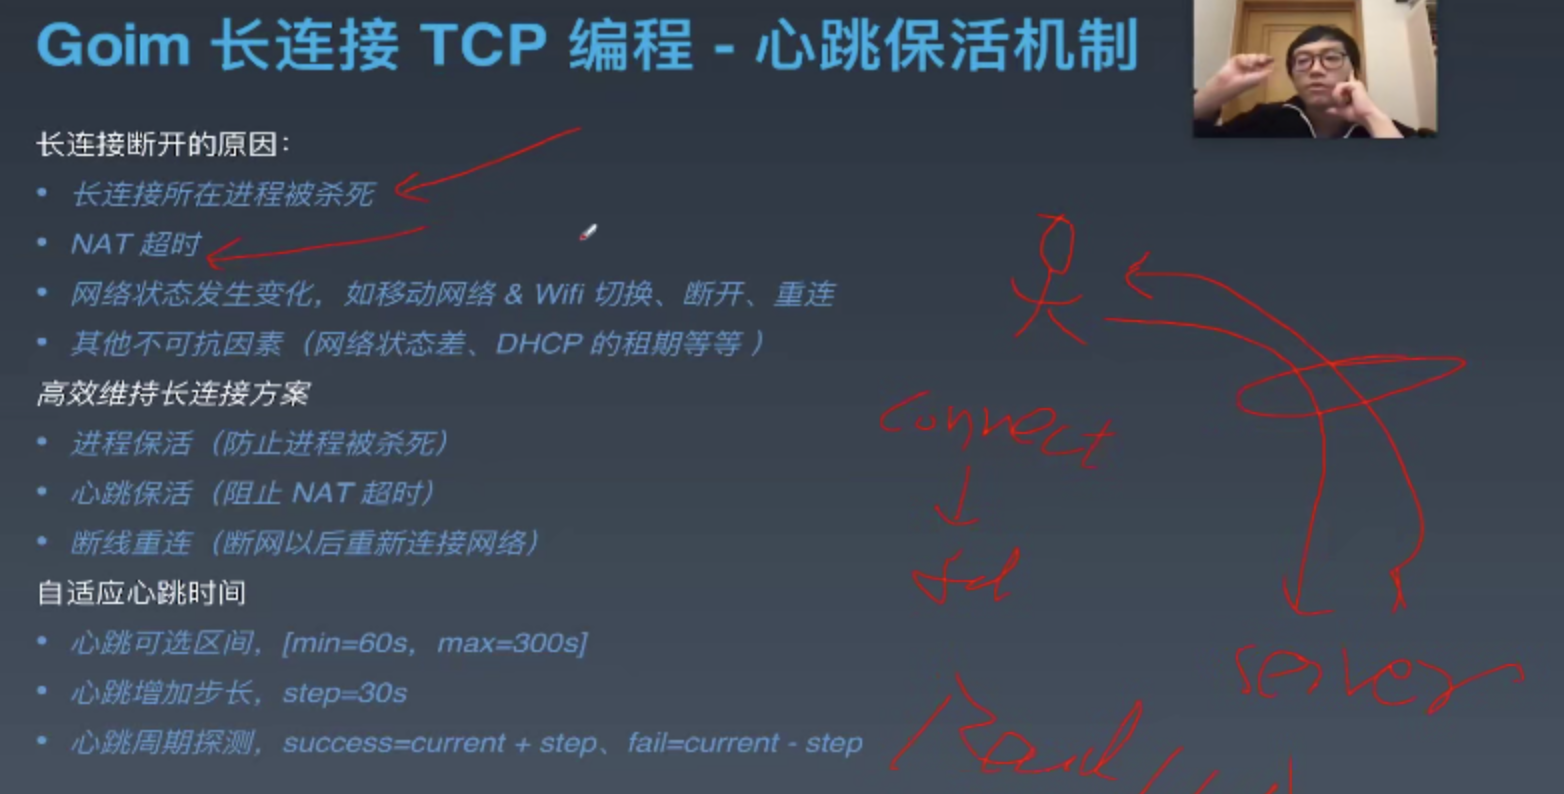 Goim 长连接 TCP 编程 - 心跳保活机制
长连接断开的原因：
• 长连接所在进程被杀死
• NAT 超时
• 网络状态发生变化，如移动网络 & Wifi 切换、断开、重连
• 其他不可抗因素（网络状态差、DHCP 的租期等等 ）
高效维持长连接方案
• 进程保活（防止进程被杀死）
• 心跳保活（阻止 NAT 超时）
• 断线重连（断网以后重新连接网络）
自适应心跳时间
• 心跳可选区间，[min=60s，max=300s]
• 心跳增加步长，step=30s
• 心跳周期探测，success=current + step、fail=current - step
connect
fd
server
Read